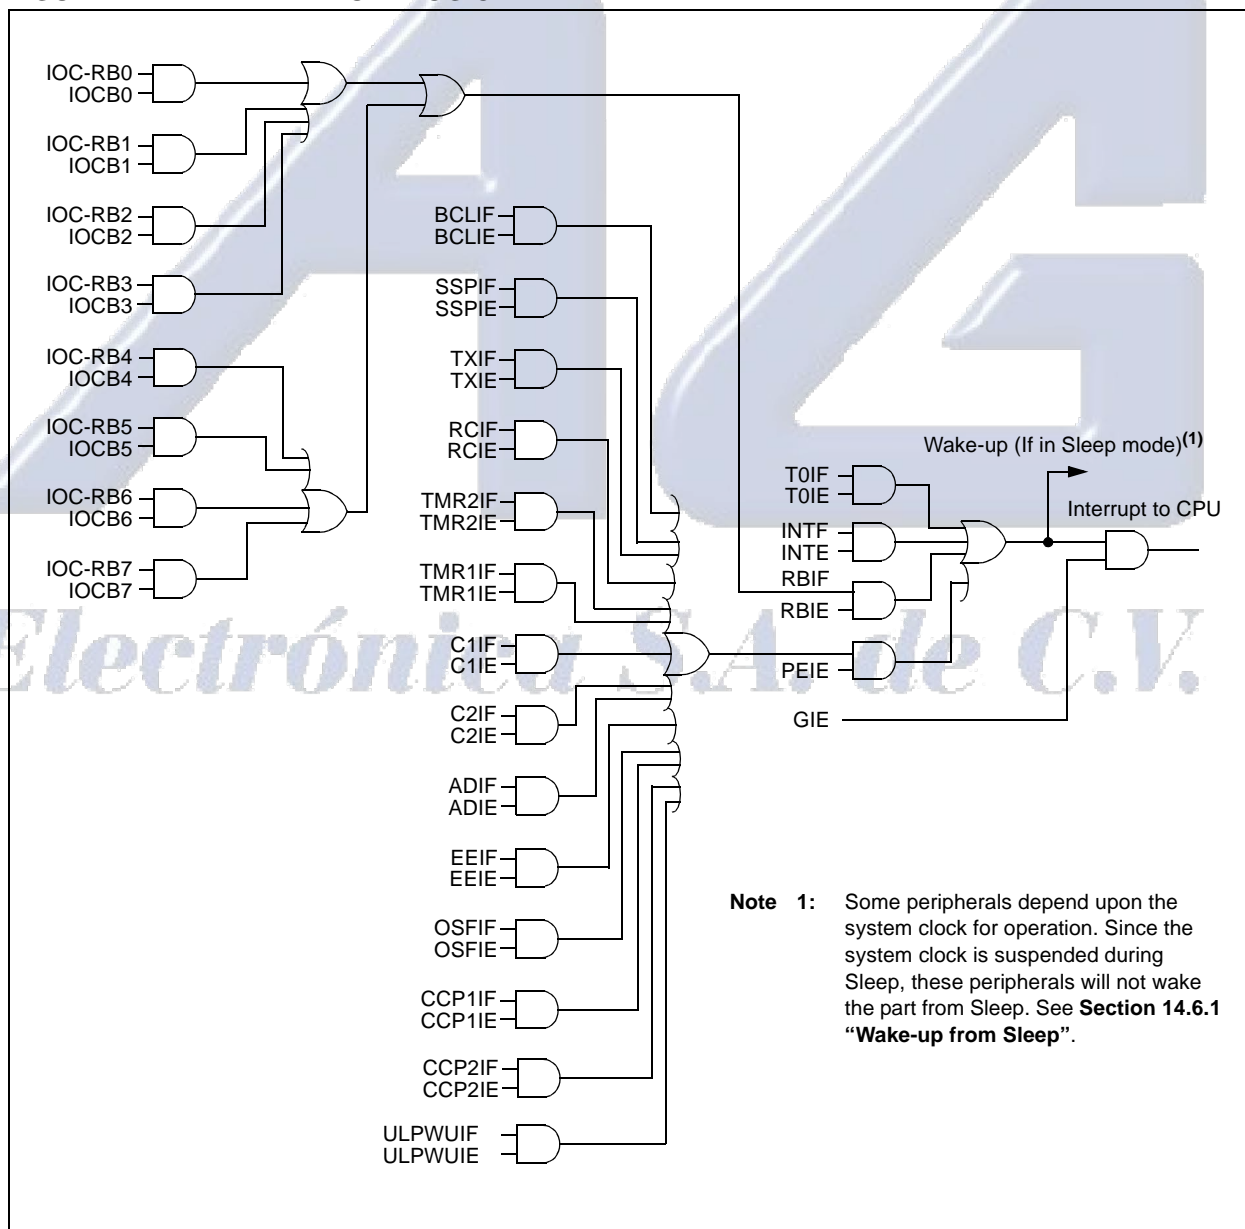 IOC-RB0
IOCB0
IOC-RB1
IOCB1
IOC-RB2
IOCB2
IOC-RB3
IOCB3
IOC-RB4
IOCB4
IOC-RB5
IOCB5
IOC-RB6
IOCB6
IOC-RB7
IOCB7
BCLIF
BCLIE
SSPIF
SSPIE
TXIF
TXIE
RCIF
RCIE
TMR2IF
TMR2IE
TMR1IF
TMR1IE
C1IF
C1IE
C2IF
C2IE
ADIF
ADIE
EEIF
EEIE
OSFIF
OSFIE
CCP1IF
CCP1IE
CCP2IF
CCP2IE
ULPWUIF
ULPWUIE
Wake-up (If in Sleep mode)(1)
T0IF
T0IE
Interrupt to CPU
INTF
INTE
RBIF
RBIE
PEIE
GIE
Note 1: Some peripherals depend upon the
system clock for operation. Since the
system clock is suspended during
Sleep, these peripherals will not wake
the part from Sleep. See Section 14.6.1
“Wake-up from Sleep”.
AG
Electrónica S.A. de C.V.